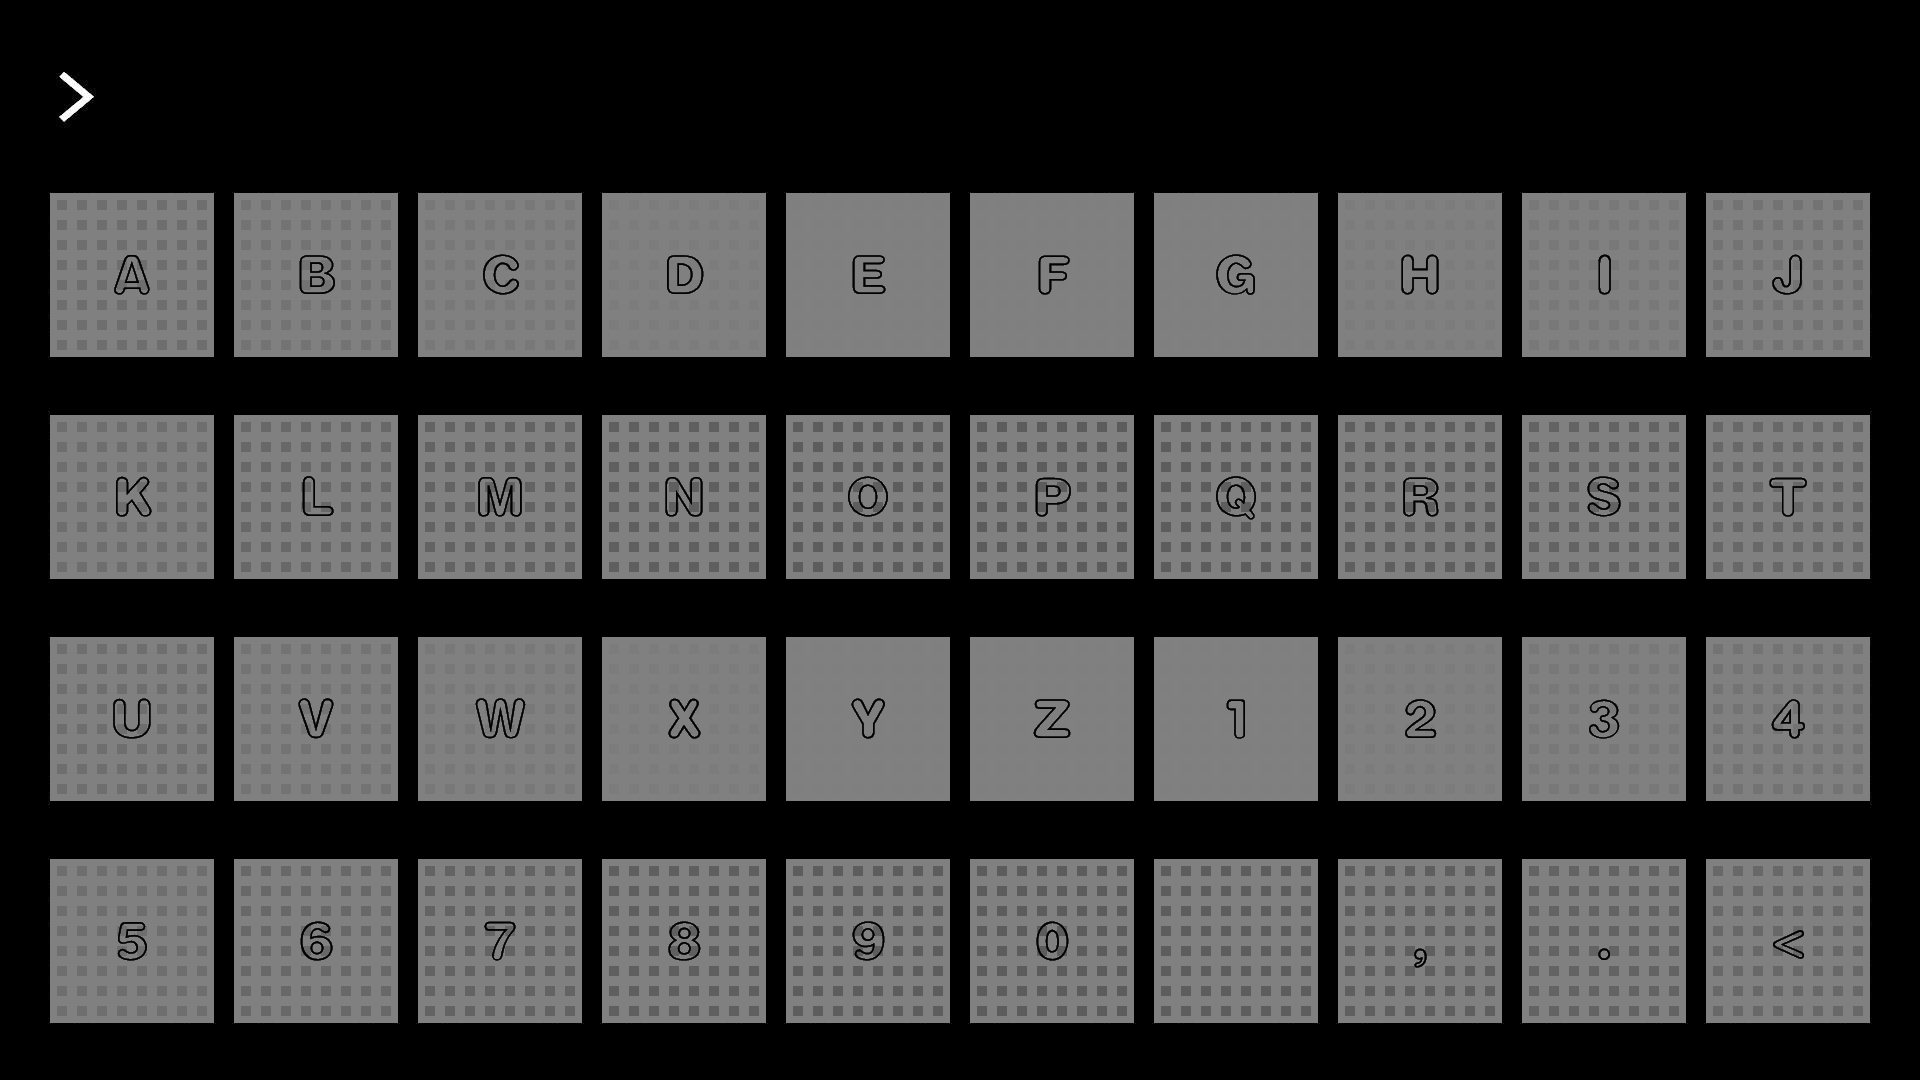 >
A B C D E F G H I J
K L M N O P Q R S T
U V W X Y Z 1 2 3 4
5 6 7 8 9 0 , . <